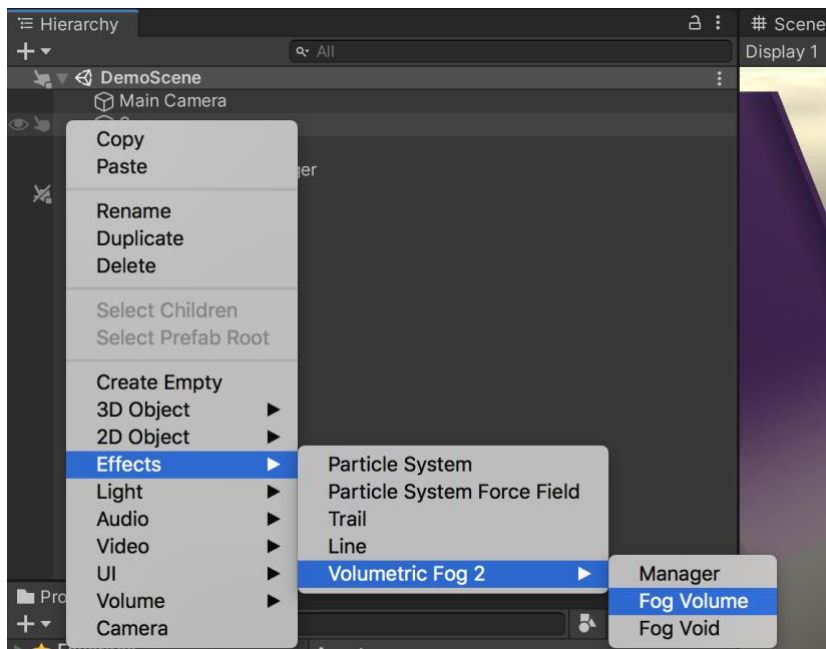 Hierarchy
# Scene
All
Display 1
DemoScene
Main Camera
ger
Copy
Paste
Rename
Duplicate
Delete
Select Children
Select Prefab Root
Create Empty
3D Object
2D Object
Effects
Light
Audio
Video
UI
Volume
Camera
Particle System
Particle System Force Field
Trail
Line
Volumetric Fog 2
Manager
Fog Volume
Fog Void
Pro